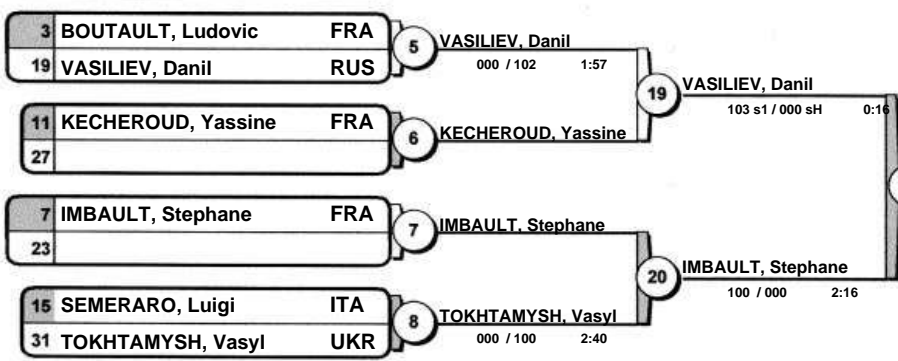 3 BOUTAULT, Ludovic FRA
19 VASILIEV, Danil RUS
5
VASILIEV, Danil
000 / 102 1:57
11 KECHEROUD, Yassine FRA
27
6
KECHEROUD, Yassine
19
VASILIEV, Danil
103 s1 / 000 sH 0:16
7 IMBAULT, Stephane FRA
23
7
IMBAULT, Stephane
15 SEMERARO, Luigi ITA
31 TOKHTAMYSH, Vasyl UKR
8
TOKHTAMYSH, Vasyl
000 / 100 2:40
20
IMBAULT, Stephane
100 / 000 2:16